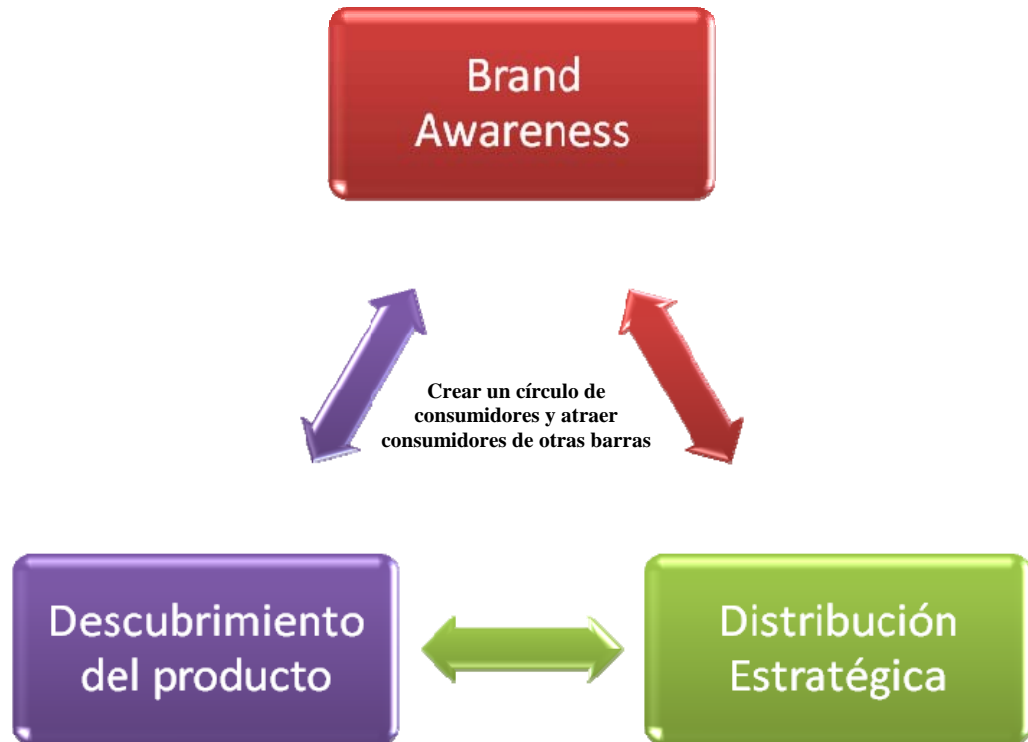 Brand
Awareness
Crear un círculo de
consumidores y atraer
consumidores de otras barras
Descubrimiento
del producto
Distribución
Estratégica